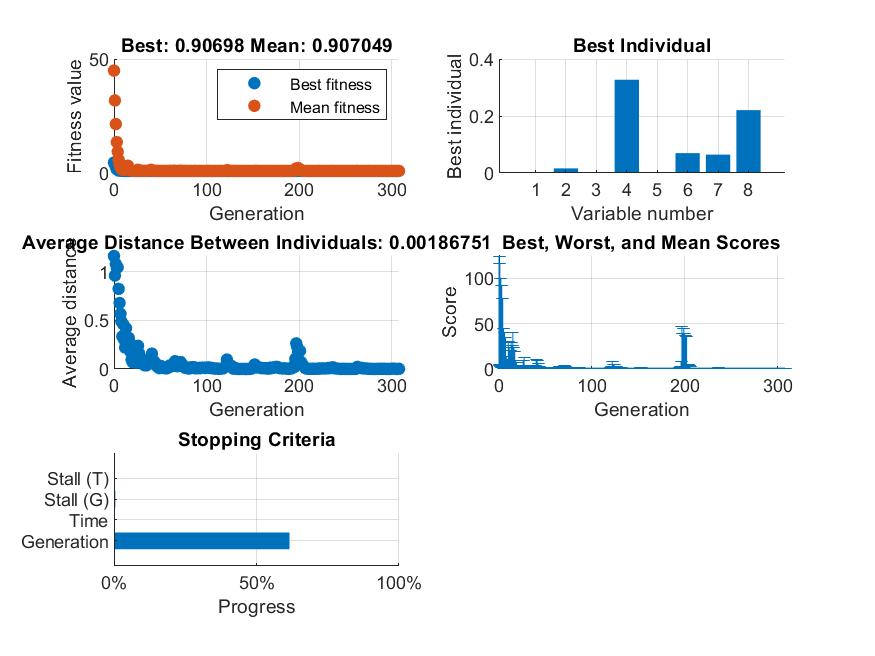 Best: 0.90698 Mean: 0.907049
Fitness value
50
0
Best fitness
Mean fitness
0 100 200 300
Generation
Best Individual
Best individual
0.4
0.2
0
1 2 3 4 5 6 7 8
Variable number
Average Distance Between Individuals: 0.00186751
Average distance
1
0.5
0
0 100 200 300
Generation
Best, Worst, and Mean Scores
Score
100
50
0
0 100 200 300
Generation
Stopping Criteria
Stall (T)
Stall (G)
Time
Generation
0% 50% 100%
Progress